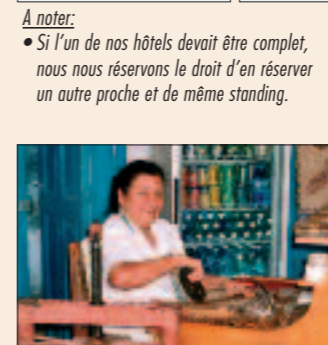 A noter:
• Si l’un de nos hôtels devait être complet,
nous nous réservons le droit d’en réserver
un autre proche et de même standing.